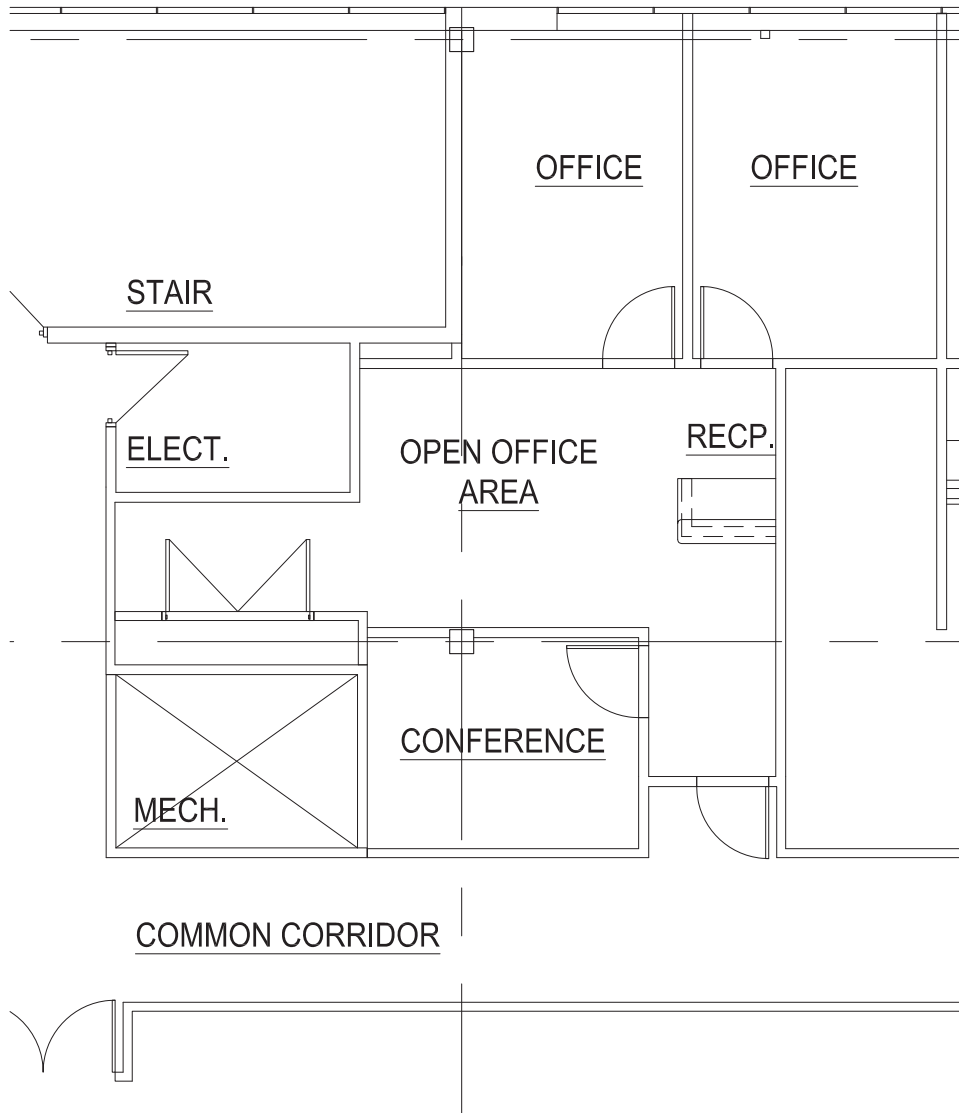 OFFICE
OFFICE
STAIR
RECP.
ELECT.
OPEN OFFICE
AREA
CONFERENCE
MECH.
COMMON CORRIDOR